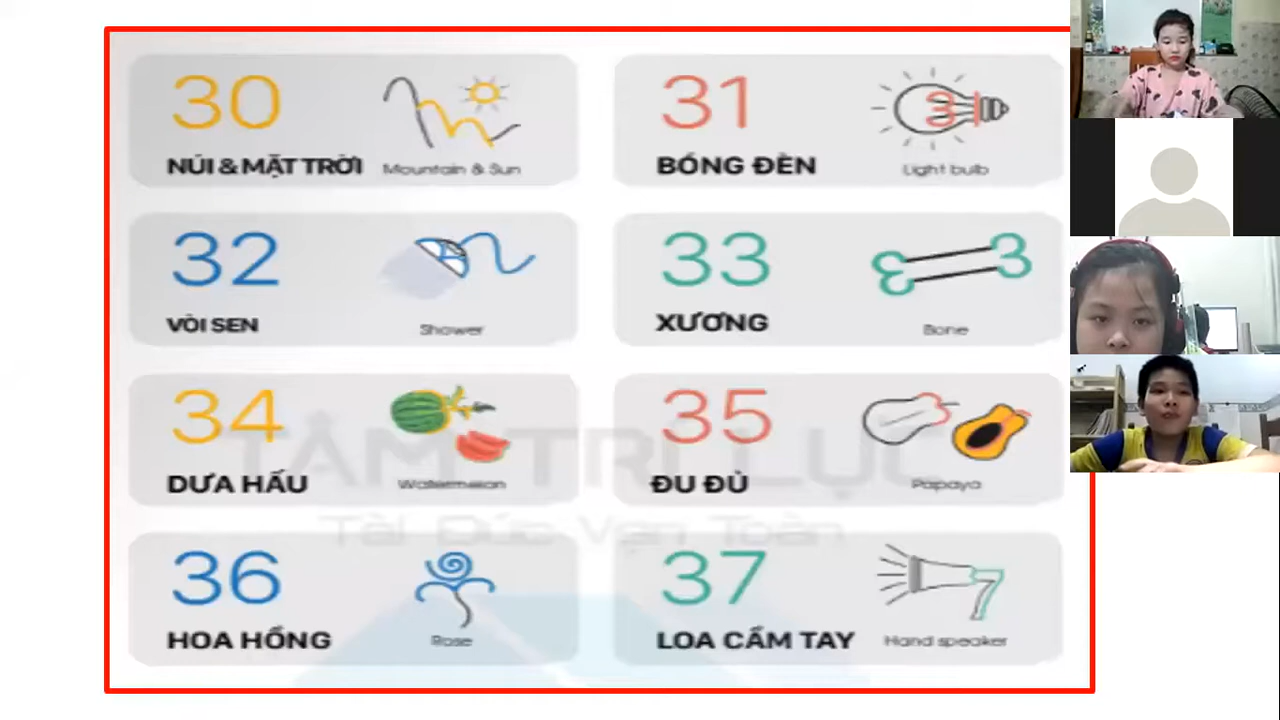 30
NÚI & MẶT TRỜI Mountain & Sun
31
BÓNG ĐÈN Light bulb
32
VÒI SEN Shower
33
XƯƠNG Bone
34
DƯA HẤU Watermelon
35
ĐU ĐỦ Papaya
36
HOA HỒNG Rose
37
LOA CẦM TAY Hand speaker
TÂM TRÍ LỰC
Tài Đức Vẹn Toàn